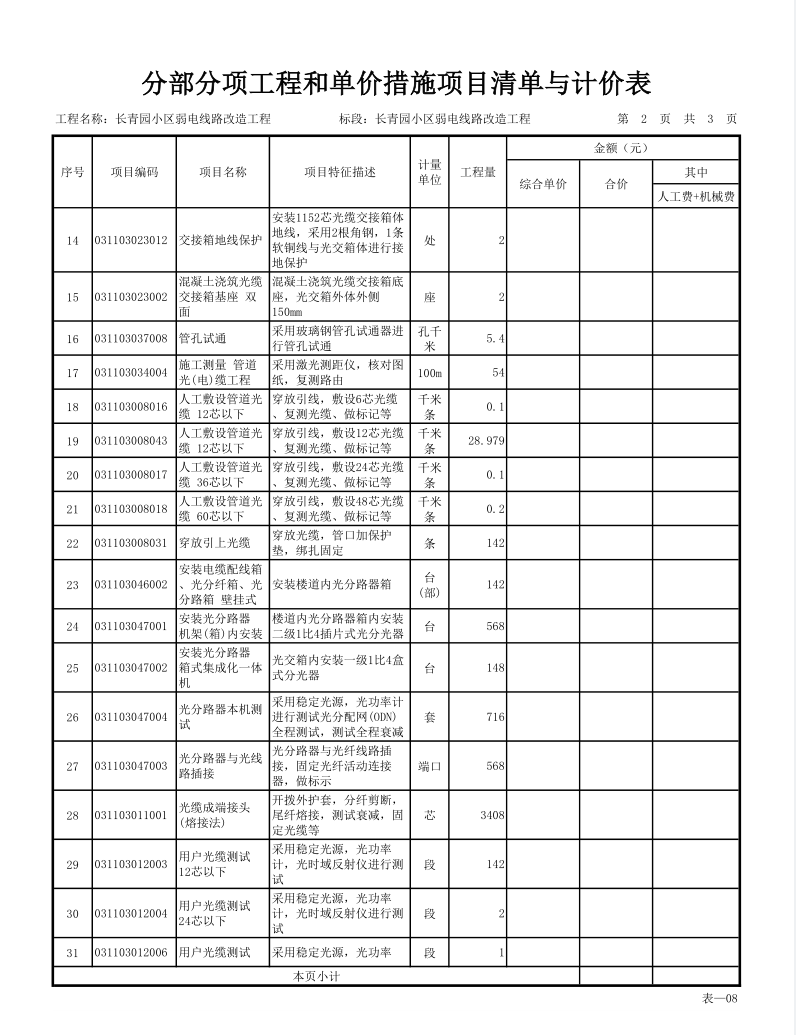 分部分项工程和单价措施项目清单与计价表
工程名称：长青园小区弱电线路改造工程 标段：长青园小区弱电线路改造工程 第 2 页 共 3 页
序号 项目编码 项目名称 项目特征描述 计量
单位 工程量 金额（元）
综合单价 合价 其中
人工费+机械费
14 031103023012 交接箱地线保护 安装1152芯光缆交接箱体
地线，采用2根角钢，1条
软铜线与光交箱体进行接
地保护 处 2
15 031103023002 混凝土浇筑光缆
交接箱基座 双
面 混凝土浇筑光缆交接箱底
座，光交箱外体外侧
150mm 座 2
16 031103037008 管孔试通 采用玻璃钢管孔试通器进
行管孔试通 孔千
米 5.4
17 031103034004 施工测量 管道
光(电)缆工程 采用激光测距仪，核对图
纸，复测路由 100m 54
18 031103008016 人工敷设管道光
缆 12芯以下 穿放引线，敷设6芯光缆
、复测光缆、做标记等 千米
条 0.1
19 031103008043 人工敷设管道光
缆 12芯以下 穿放引线，敷设12芯光缆
、复测光缆、做标记等 千米
条 28.979
20 031103008017 人工敷设管道光
缆 36芯以下 穿放引线，敷设24芯光缆
、复测光缆、做标记等 千米
条 0.1
21 031103008018 人工敷设管道光
缆 60芯以下 穿放引线，敷设48芯光缆
、复测光缆、做标记等 千米
条 0.2
22 031103008031 穿放引上光缆 穿放光缆，管口加保护
垫，绑扎固定 条 142
23 031103046002 安装电缆配线箱
、光分纤箱、光
分路箱 壁挂式 安装楼道内光分路器箱 台
(部) 142
24 031103047001 安装光分路器
机架(箱)内安装 楼道内光分路器箱内安装
二级1比4插片式光分光器 台 568
25 031103047002 安装光分路器
箱式集成化一体
机 光交箱内安装一级1比4盒
式分光器 台 148
26 031103047004 光分路器本机测
试 采用稳定光源，光功率计
进行测试光分配网(ODN)
全程测试，测试全程衰减 套 716
27 031103047003 光分路器与光线
路插接 光分路器与光纤线路插
接，固定光纤活动连接
器，做标示 端口 568
28 031103011001 光缆成端接头
(熔接法) 开拨外护套，分纤剪断，
尾纤熔接，测试衰减，固
定光缆等 芯 3408
29 031103012003 用户光缆测试
12芯以下 采用稳定光源，光功率
计，光时域反射仪进行测
试 段 142
30 031103012004 用户光缆测试
24芯以下 采用稳定光源，光功率
计，光时域反射仪进行测
试 段 2
31 031103012006 用户光缆测试 采用稳定光源，光功率 段 1
本页小计
表—08